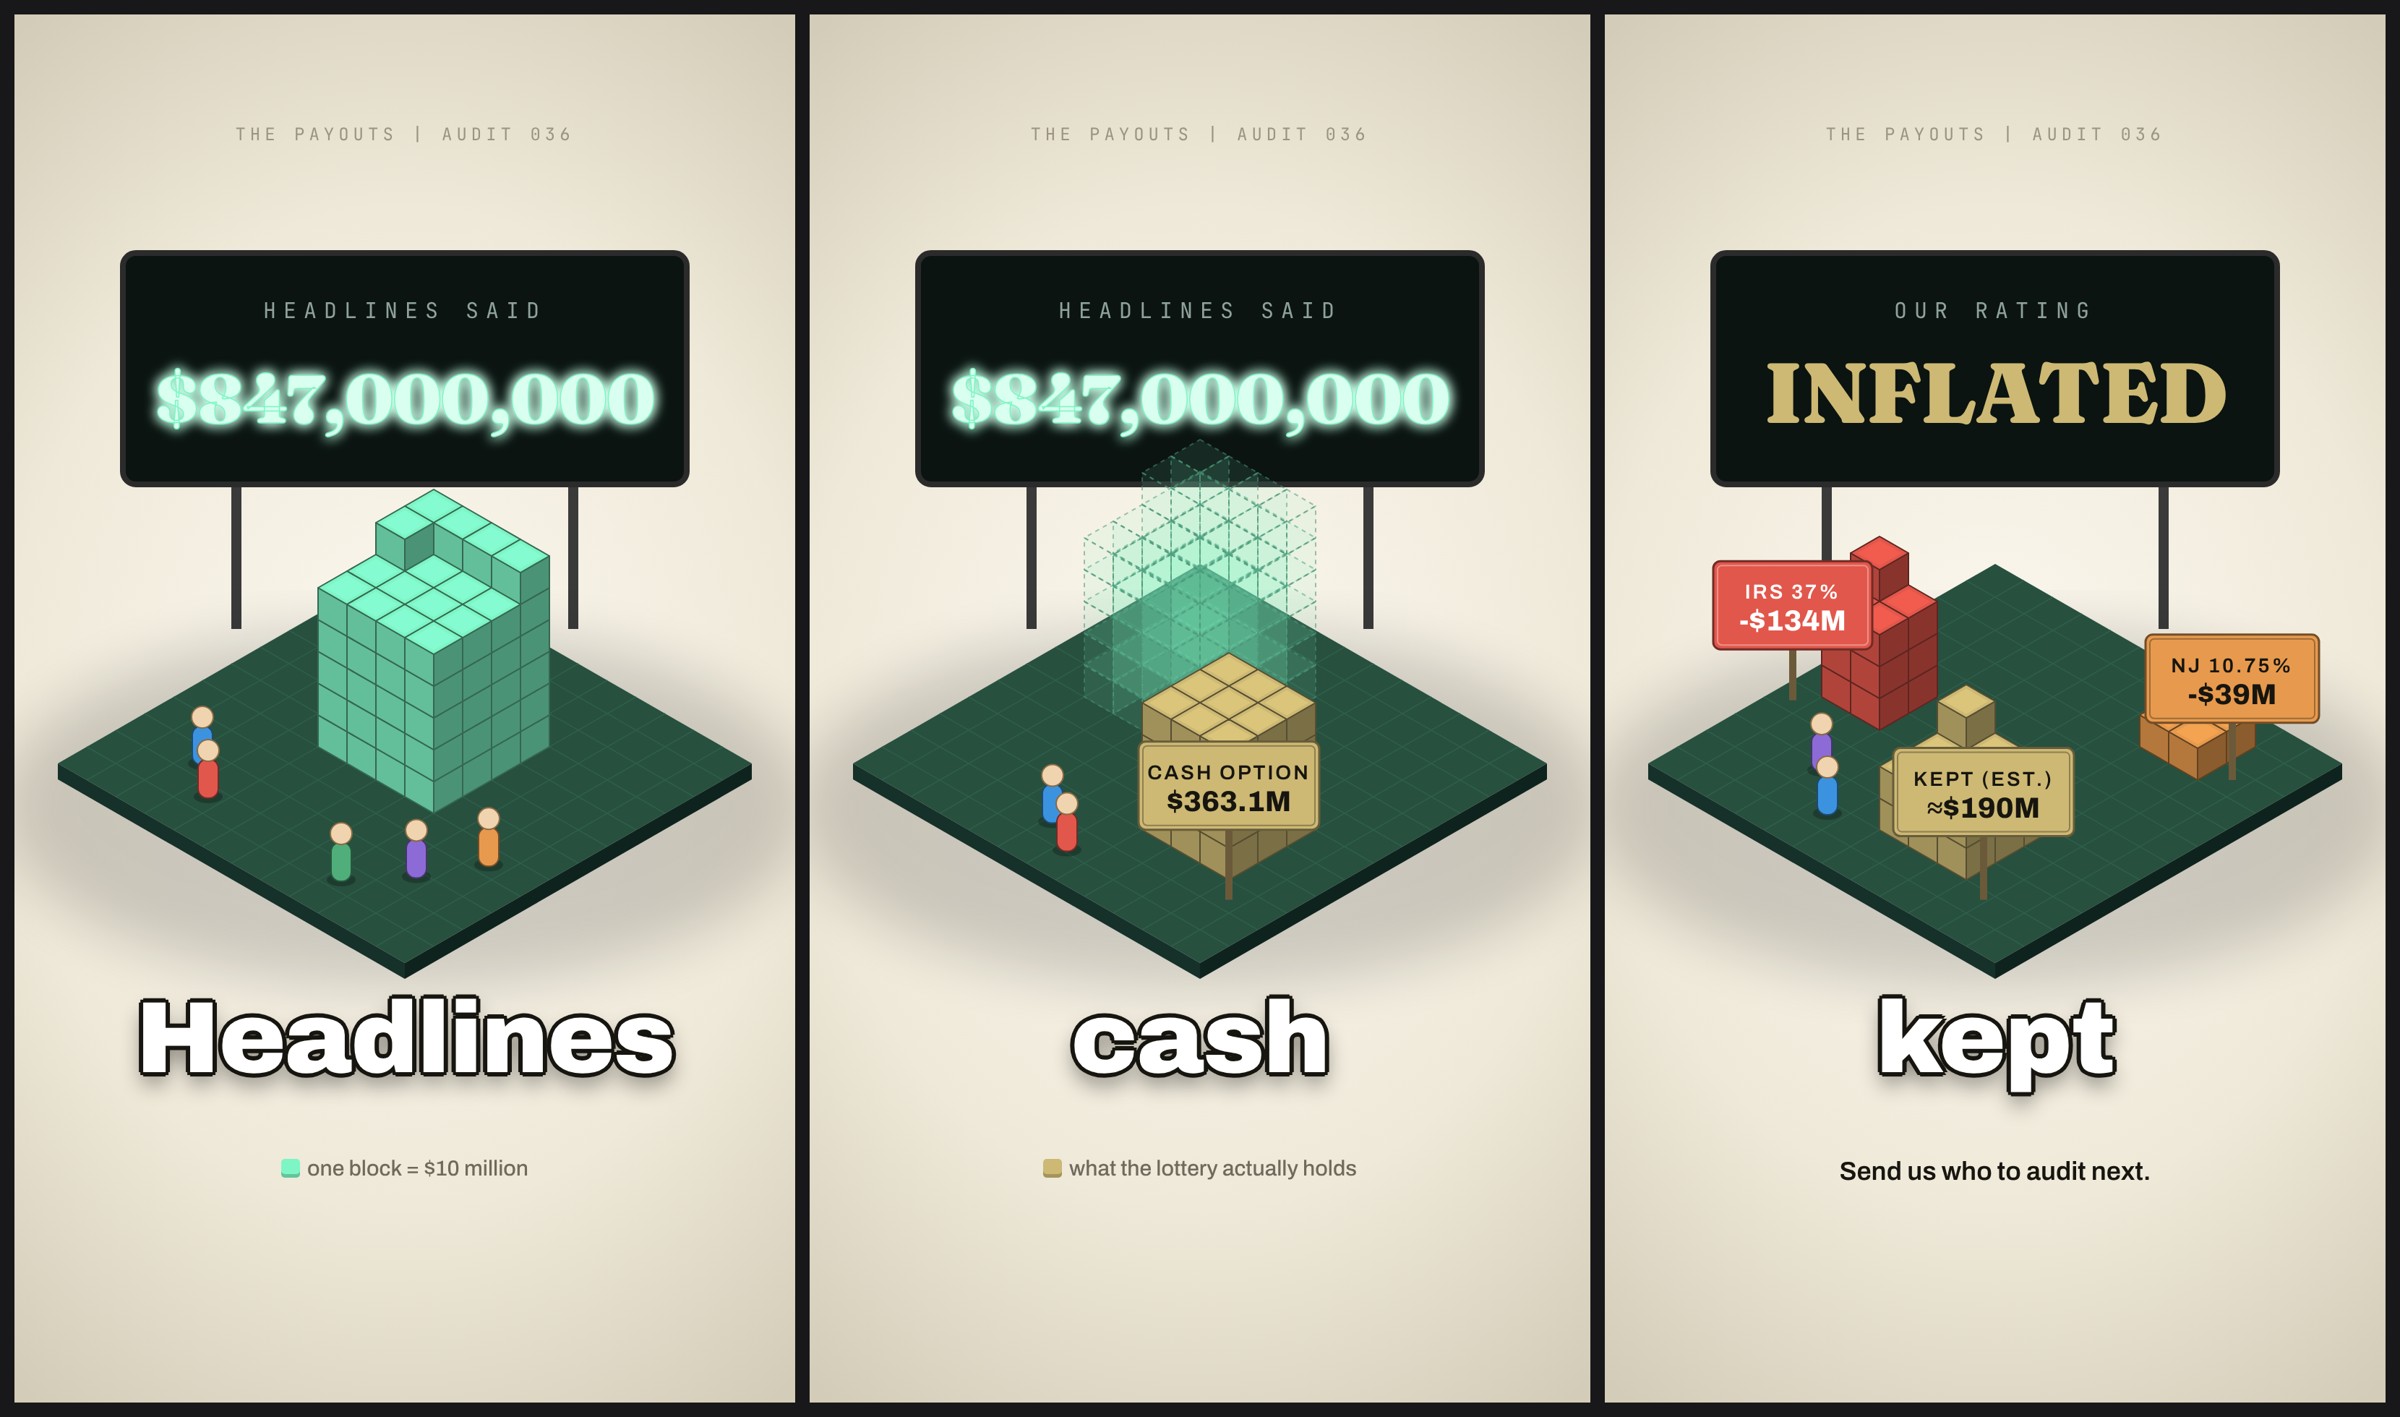 THE PAYOUTS | AUDIT 036
HEADLINES SAID
$847,000,000
Headlines
one block = $10 million
THE PAYOUTS | AUDIT 036
HEADLINES SAID
$847,000,000
CASH OPTION
$363.1M
cash
what the lottery actually holds
THE PAYOUTS | AUDIT 036
OUR RATING
INFLATED
IRS 37%
-$134M
NJ 10.75%
-$39M
KEPT (EST.)
≈$190M
kept
Send us who to audit next.